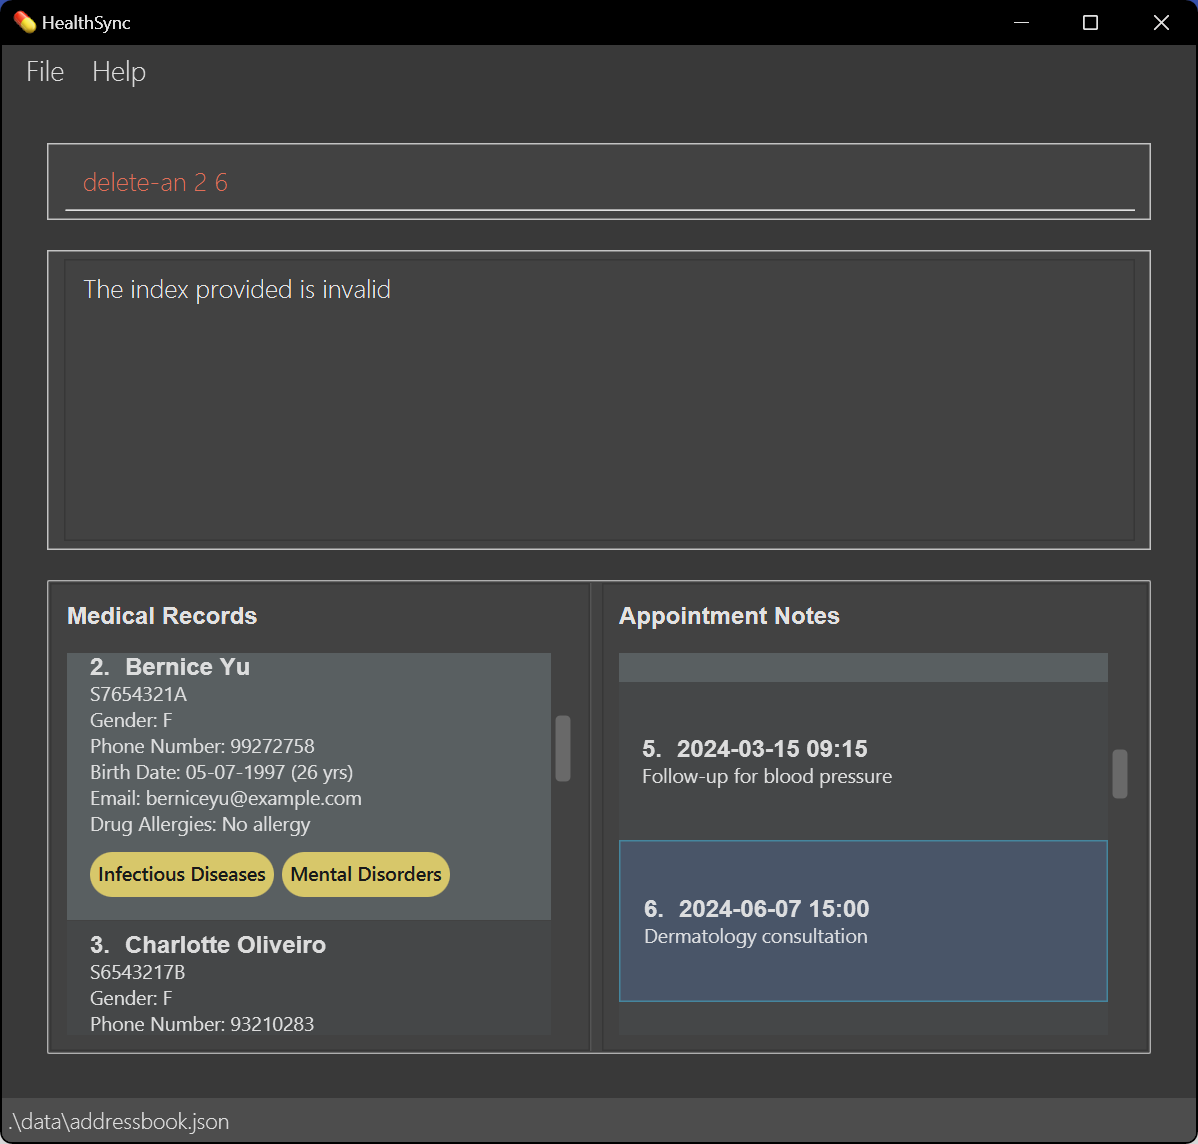 HealthSync
File Help
delete-an 2 6
The index provided is invalid
Medical Records
2. Bernice Yu
S7654321A
Gender: F
Phone Number: 99272758
Birth Date: 05-07-1997 (26 yrs)
Email: berniceyu@example.com
Drug Allergies: No allergy
Infectious Diseases Mental Disorders
3. Charlotte Oliveiro
S6543217B
Gender: F
Phone Number: 93210283
Appointment Notes
5. 2024-03-15 09:15
Follow-up for blood pressure
6. 2024-06-07 15:00
Dermatology consultation
.\data\addressbook.json